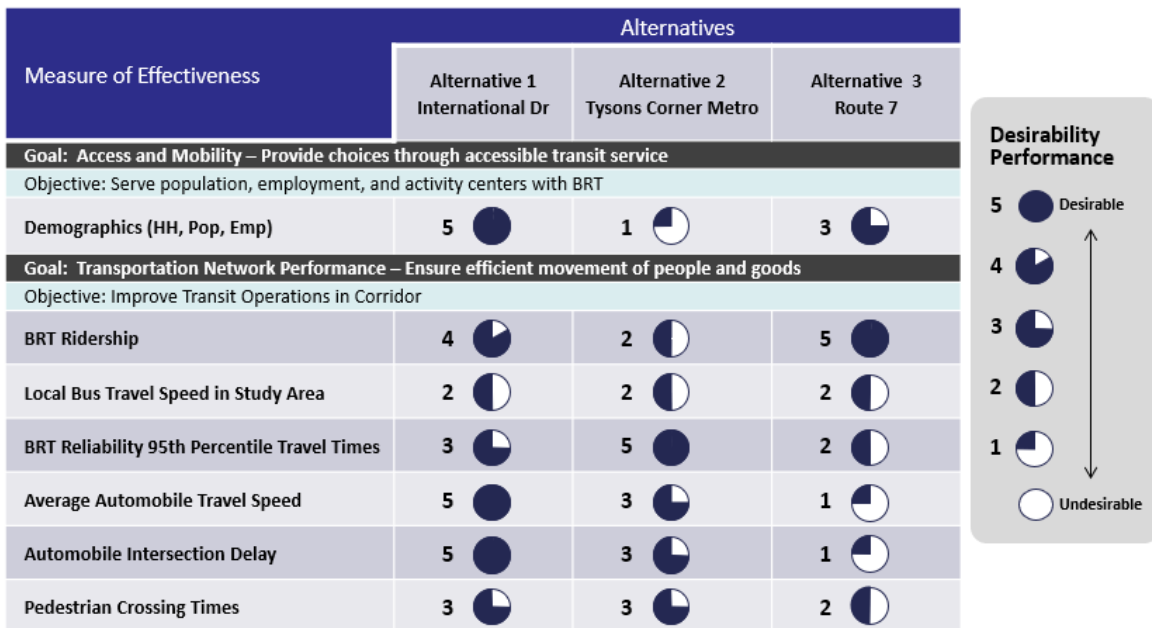 Alternatives
Measure of Effectiveness
Alternative 1
International Dr
Alternative 2
Tysons Corner Metro
Alternative 3
Route 7
Goal: Access and Mobility – Provide choices through accessible transit service
Objective: Serve population, employment, and activity centers with BRT
Demographics (HH, Pop, Emp) 5 1 3
Goal: Transportation Network Performance – Ensure efficient movement of people and goods
Objective: Improve Transit Operations in Corridor
BRT Ridership 4 2 5
Local Bus Travel Speed in Study Area 2 2 2
BRT Reliability 95th Percentile Travel Times 3 5 2
Average Automobile Travel Speed 5 3 1
Automobile Intersection Delay 5 3 1
Pedestrian Crossing Times 3 3 2
Desirability
Performance
5 Desirable
4
3
2
1
Undesirable